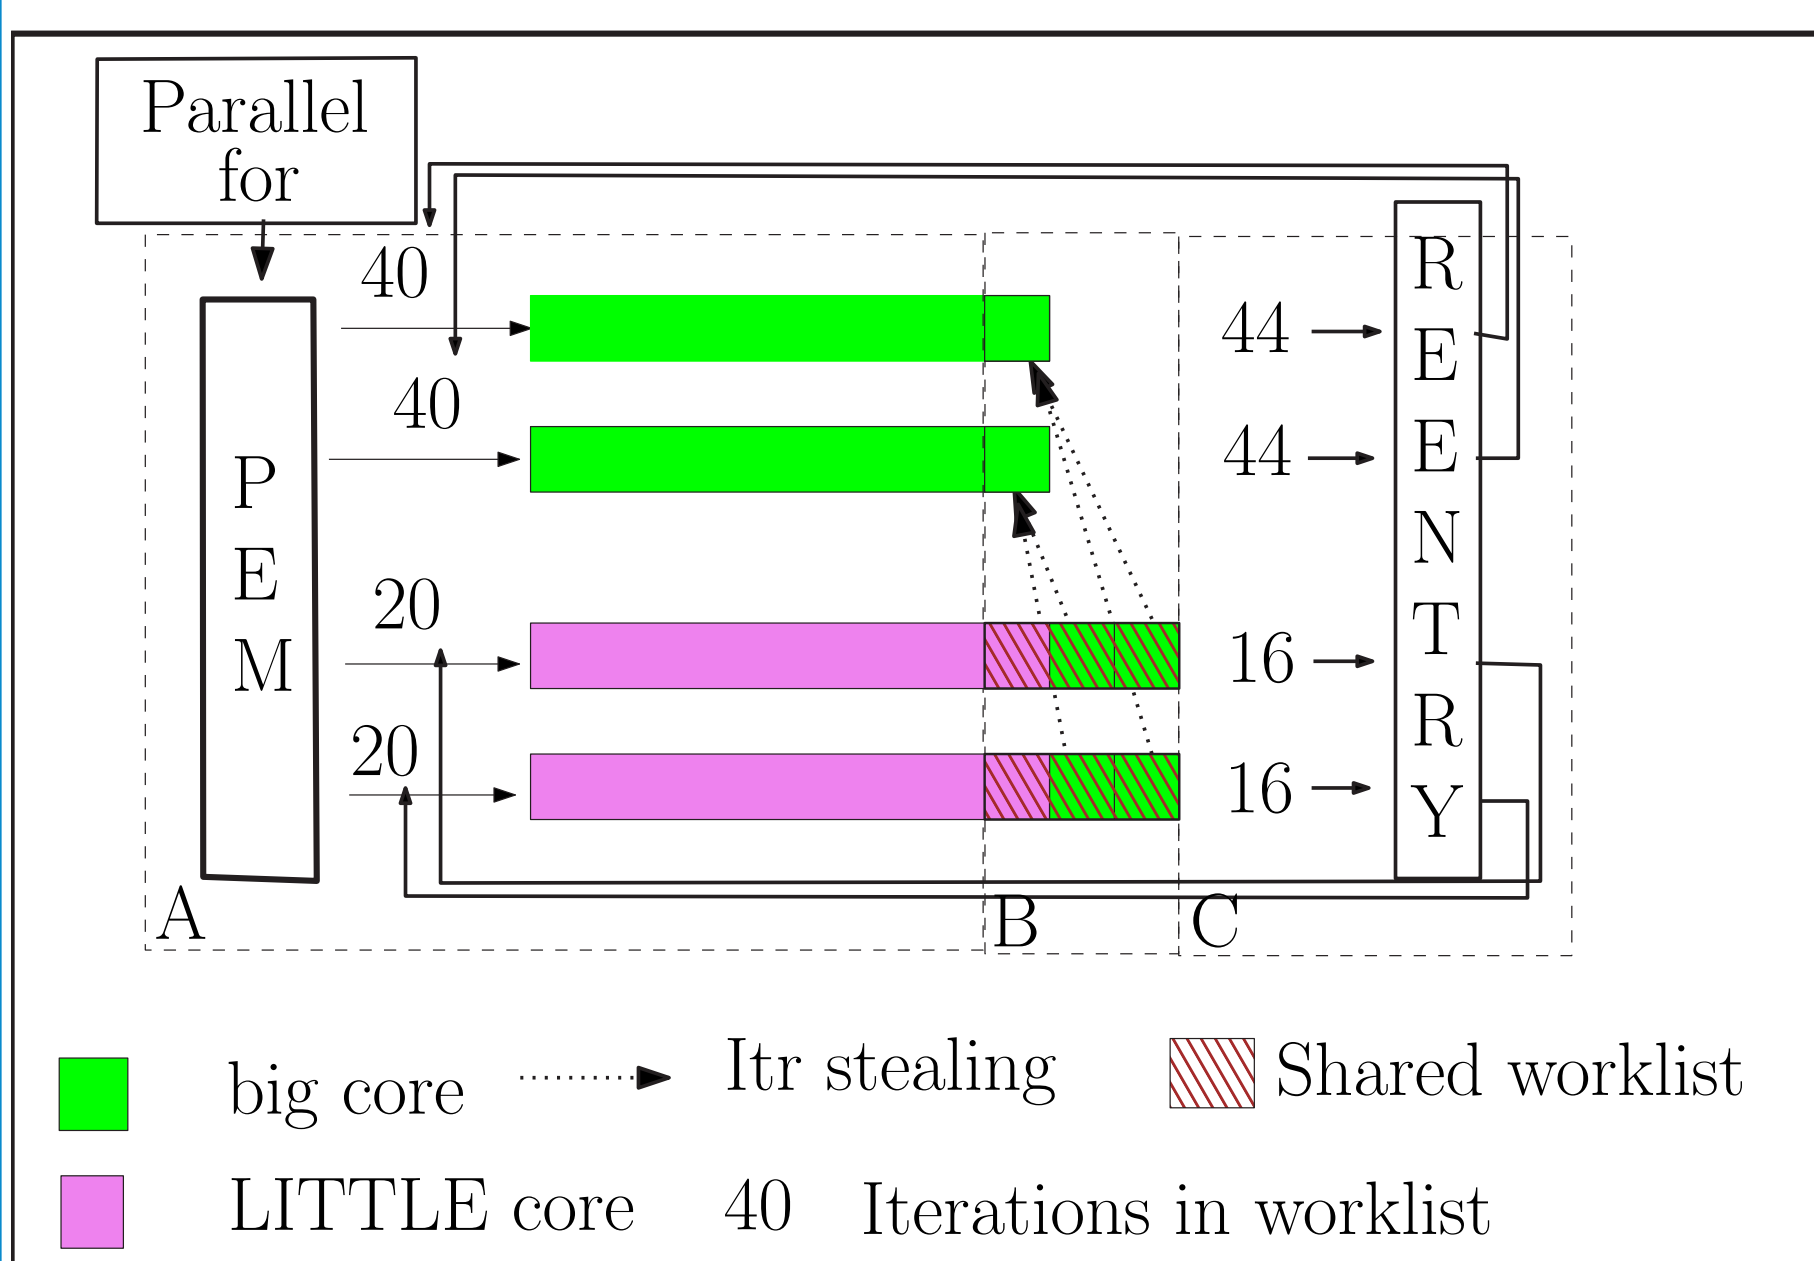 Parallel
for
40
40
20
20
P
E
M
44
44
16
16
R
E
E
N
T
R
Y
A
B
C
big core
Itr stealing
Shared worklist
LITTLE core
40
Iterations in worklist